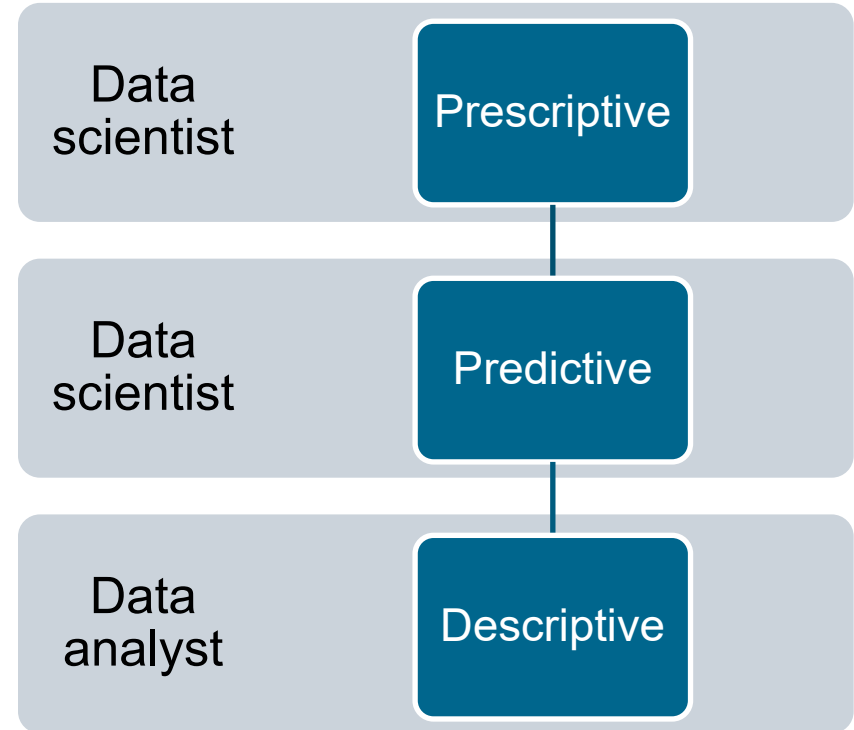 Data
scientist
Prescriptive
Data
scientist
Predictive
Data
analyst
Descriptive